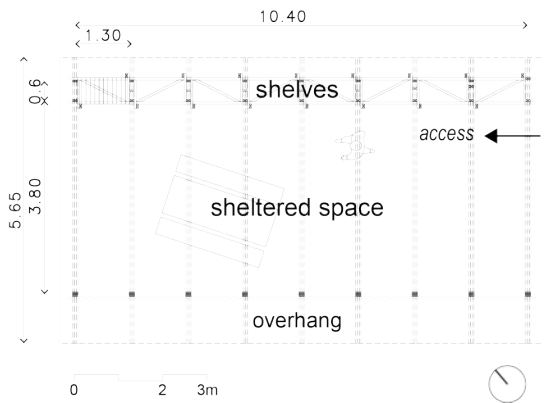 10.40
1.30
0.6
shelves
access
3.80
5.65
sheltered space
overhang
0 2 3m